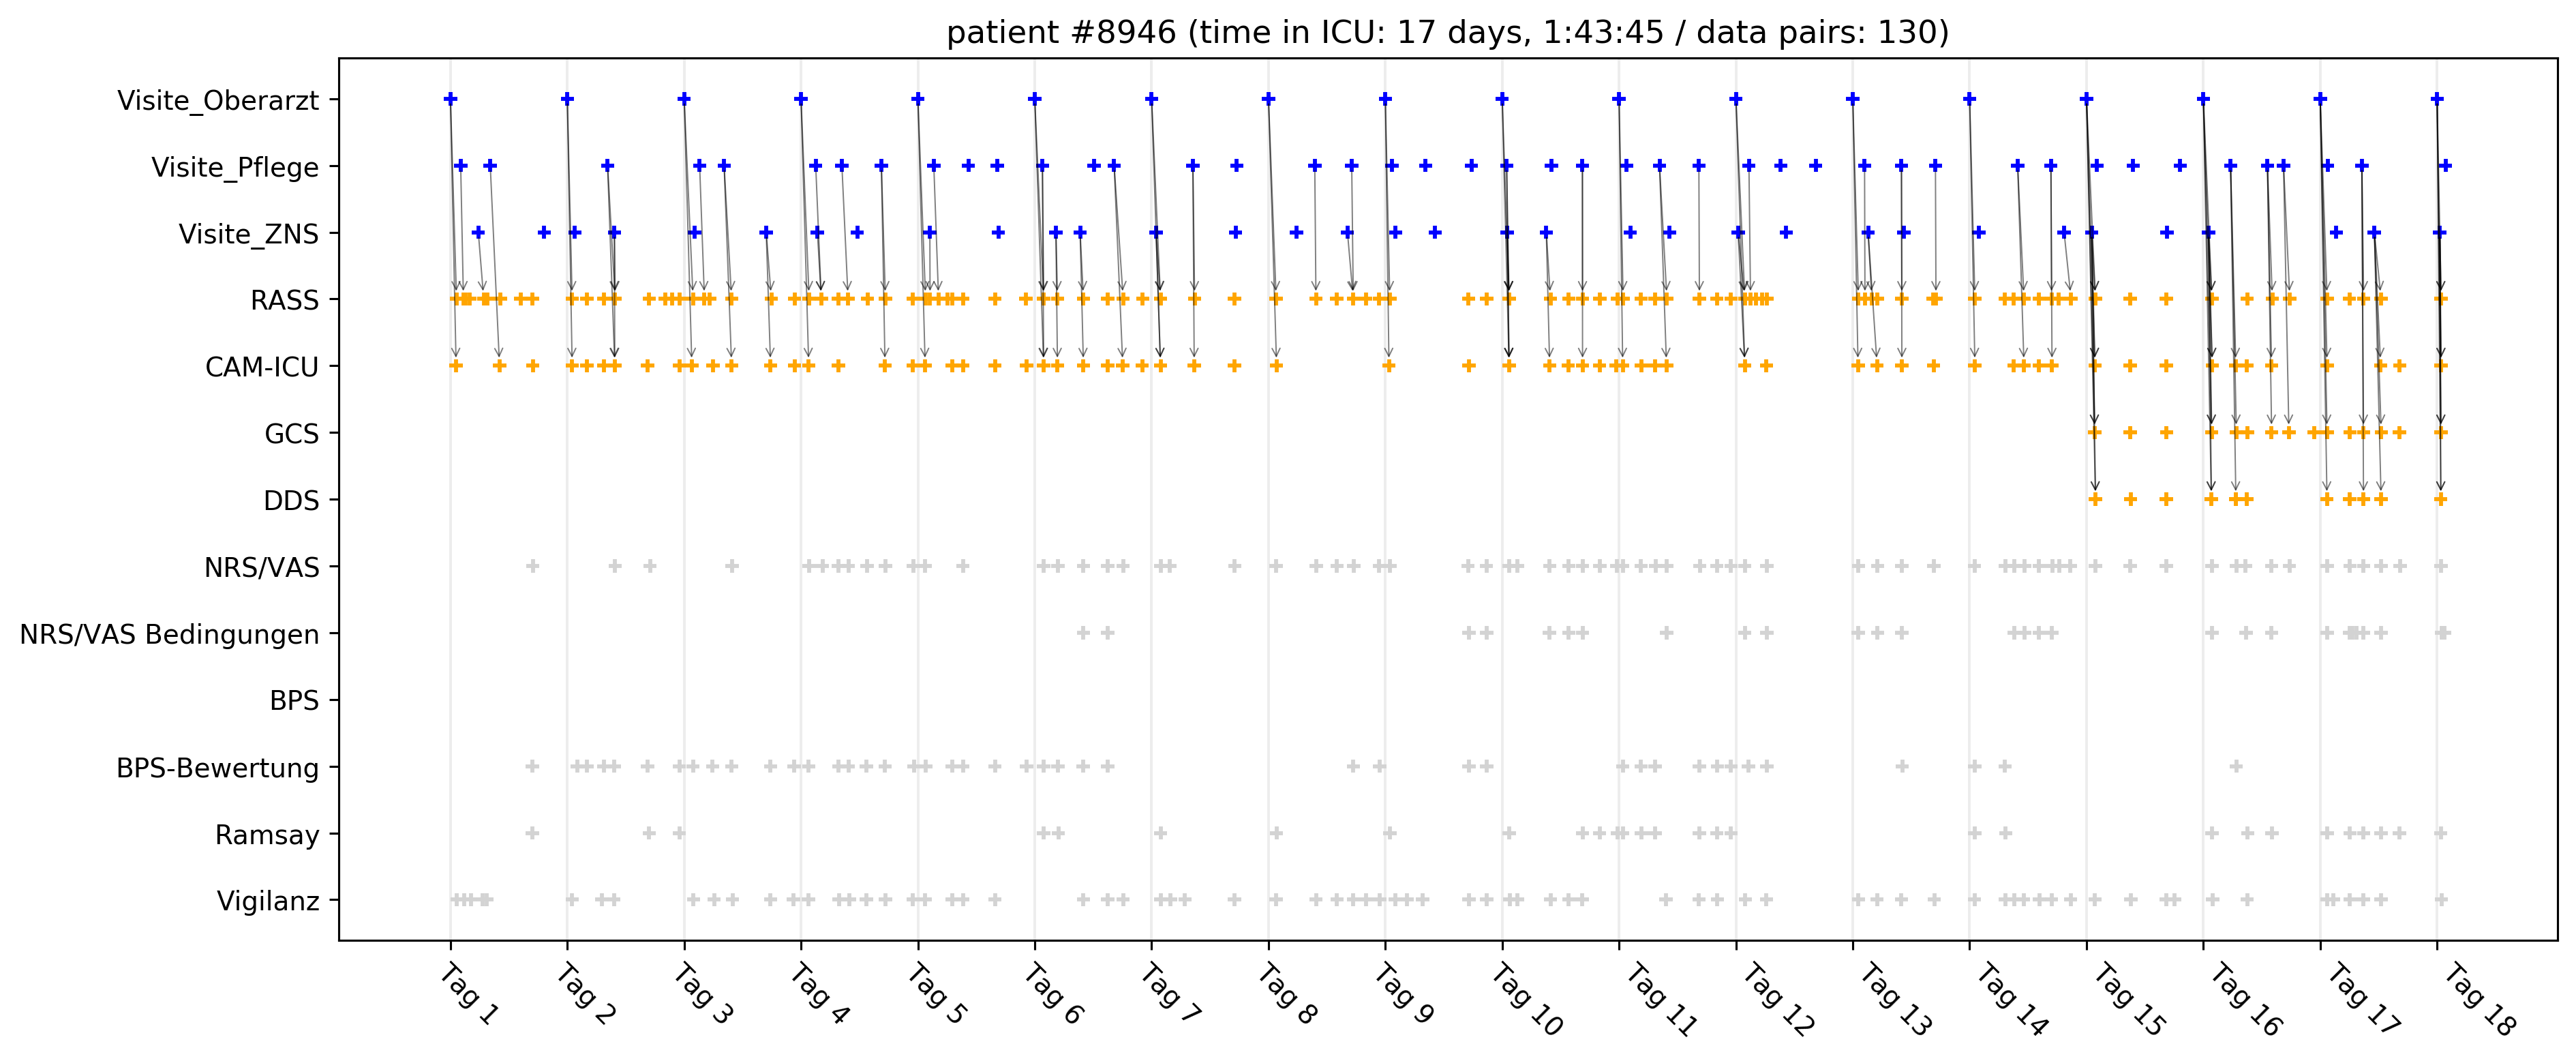 patient #8946 (time in ICU: 17 days, 1:43:45 / data pairs: 130)
Visite_Oberarzt
Visite_Pflege
Visite_ZNS
RASS
CAM-ICU
GCS
DDS
NRS/VAS
NRS/VAS Bedingungen
BPS
BPS-Bewertung
Ramsay
Vigilanz
Tag 1
Tag 2
Tag 3
Tag 4
Tag 5
Tag 6
Tag 7
Tag 8
Tag 9
Tag 10
Tag 11
Tag 12
Tag 13
Tag 14
Tag 15
Tag 16
Tag 17
Tag 18